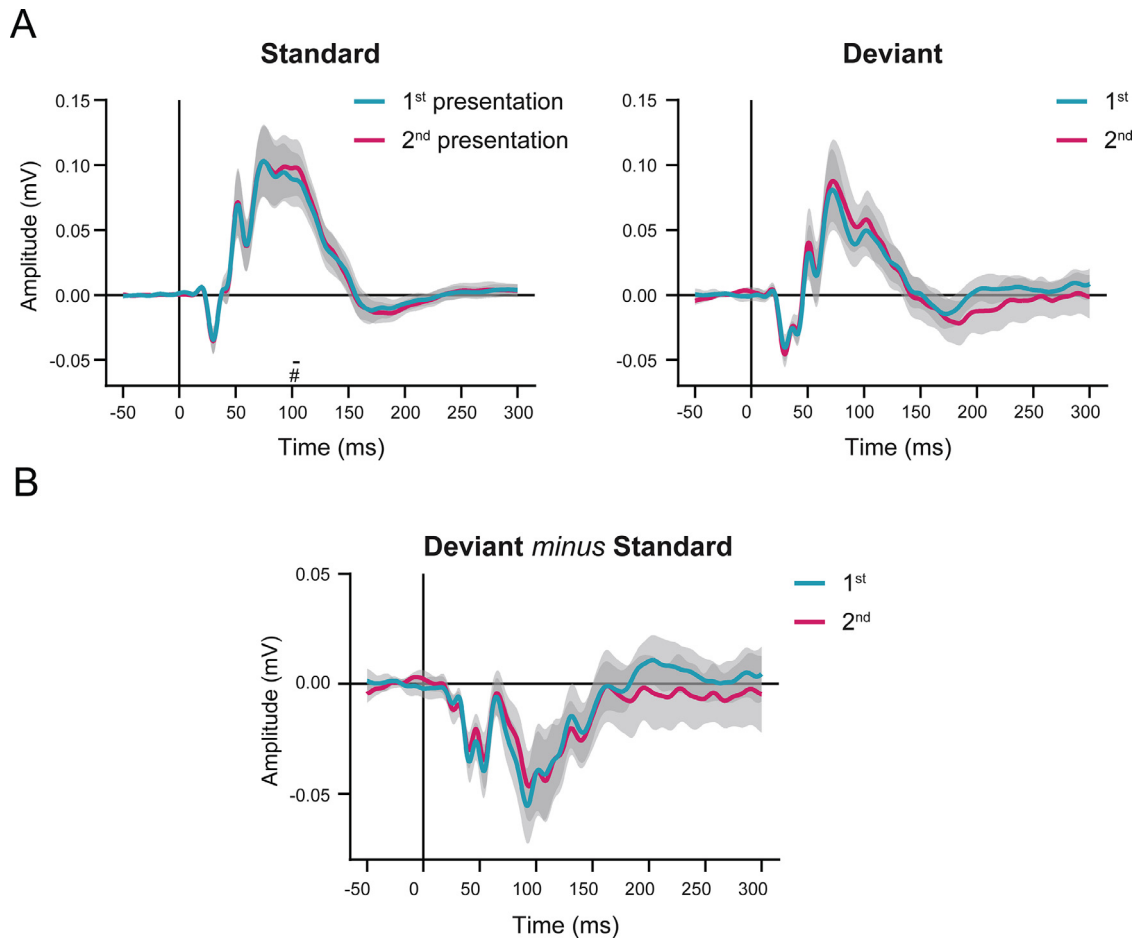 A
Standard
1st presentation
2nd presentation
Amplitude (mV)
0.15
0.10
0.05
0.00
-0.05
#
-50 0 50 100 150 200 250 300
Time (ms)
Deviant
1st
2nd
0.15
0.10
0.05
0.00
-0.05
-50 0 50 100 150 200 250 300
Time (ms)
B
Deviant minus Standard
1st
2nd
Amplitude (mV)
0.05
0.00
-0.05
-50 0 50 100 150 200 250 300
Time (ms)